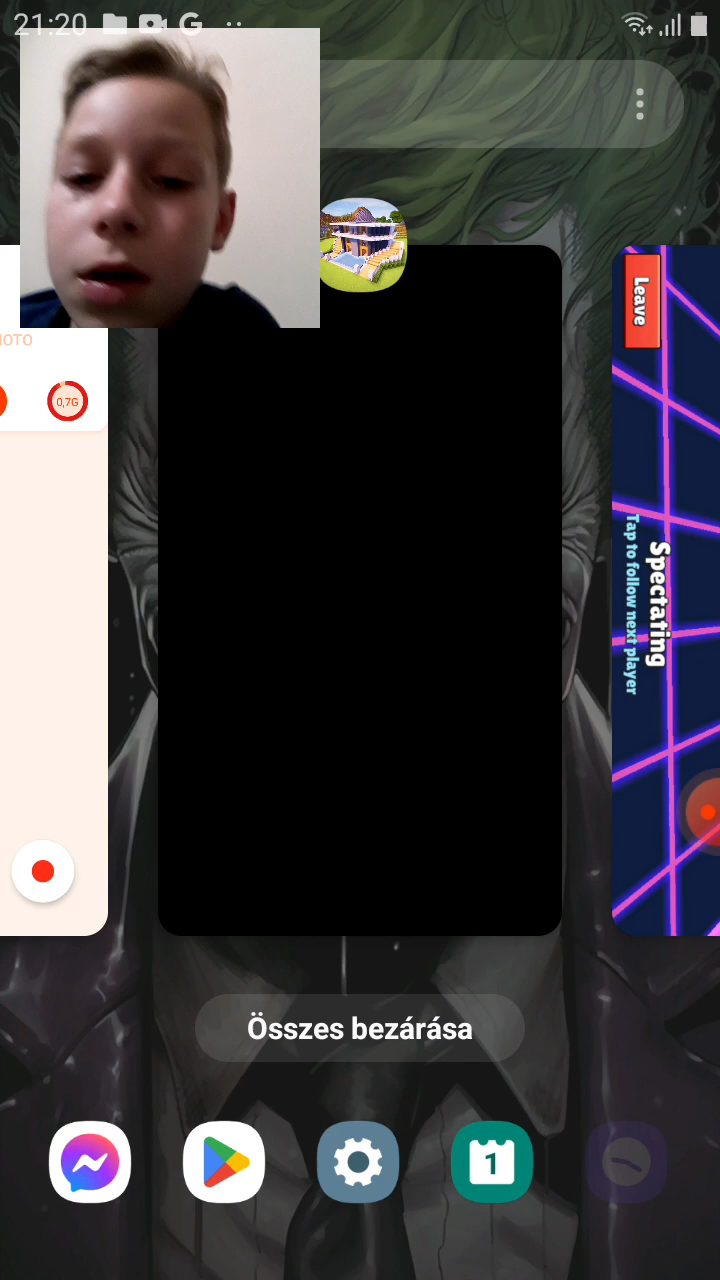 21:20
OTO
0,7G
Leave
Spectating
Tap to follow next player
Összes bezárása
1